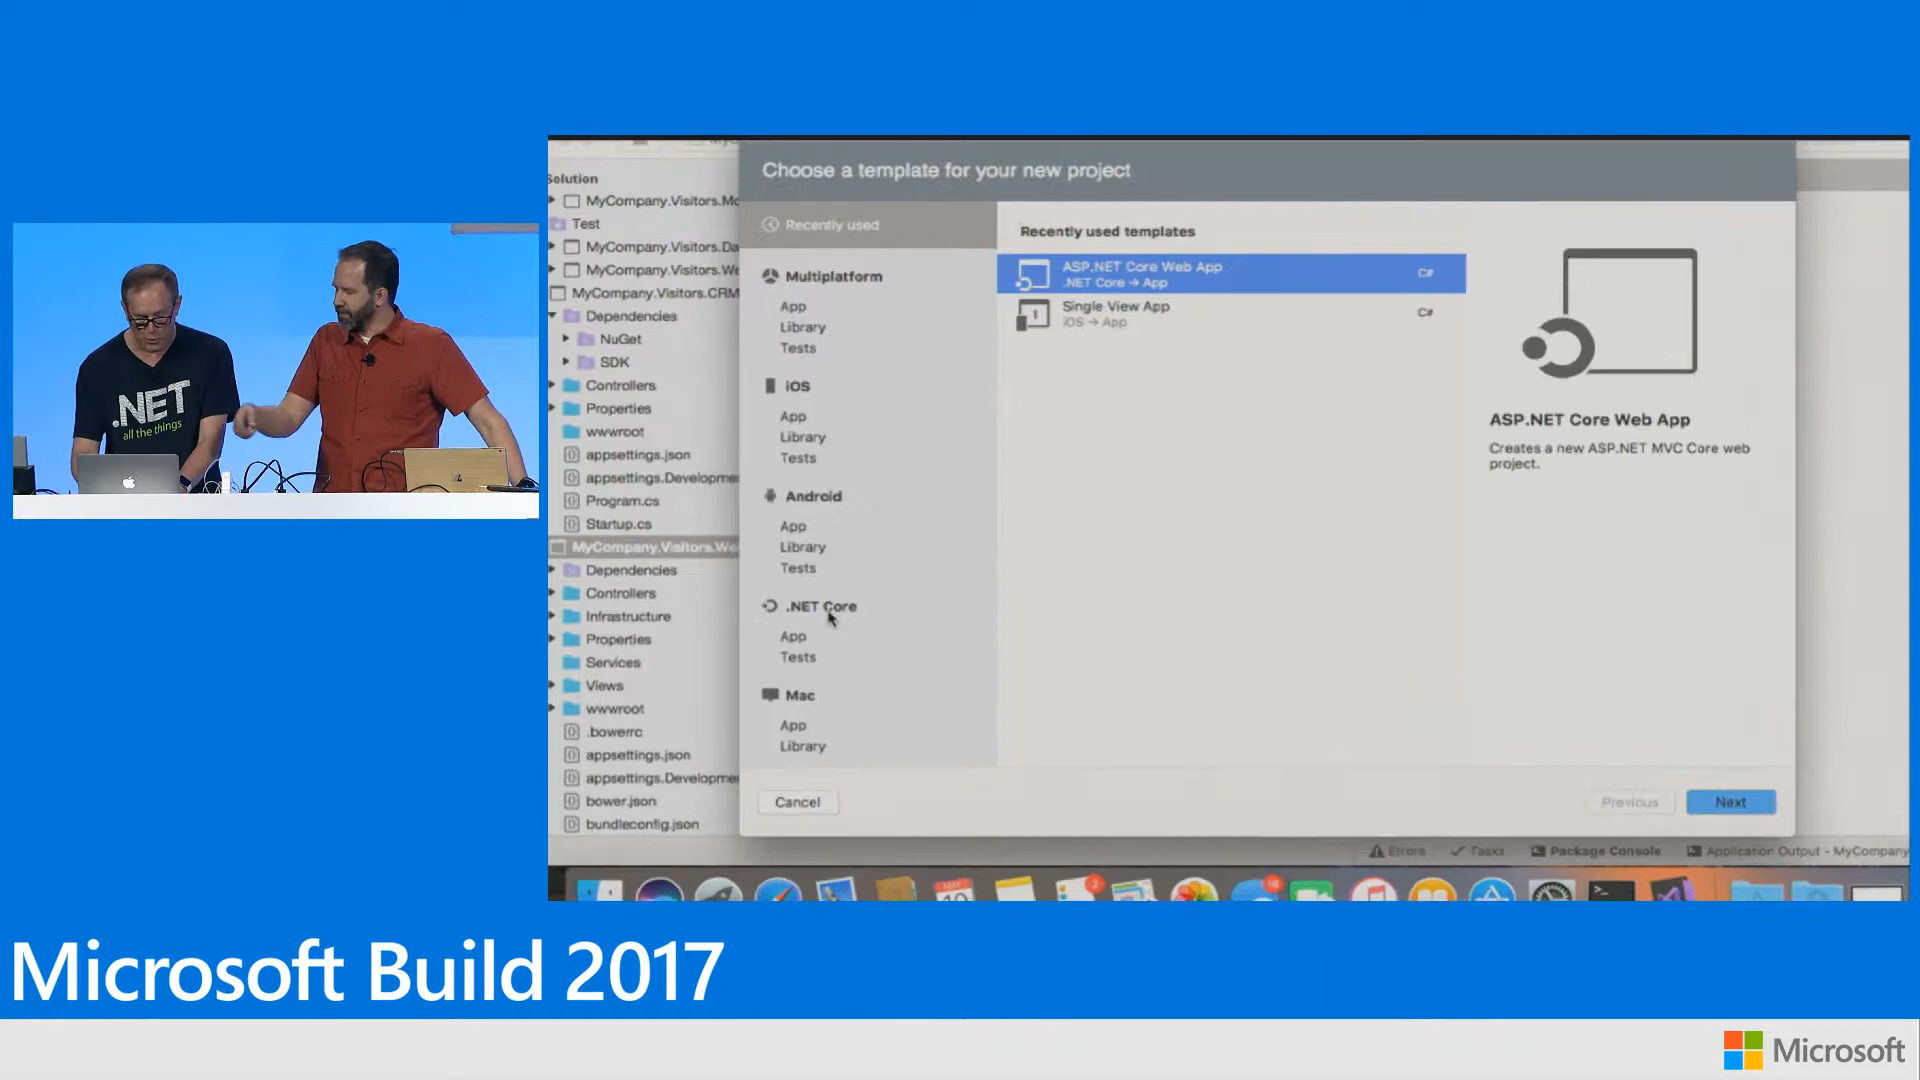 Choose a template for your new project
Solution
MyCompany.Visitors.Mo
Test
MyCompany.Visitors.Da
MyCompany.Visitors.We
MyCompany.Visitors.CRM
Dependencies
NuGet
SDK
Controllers
Properties
wwwroot
appsettings.json
appsettings.Developme
Program.cs
Startup.cs
MyCompany.Visitors.We
Dependencies
Controllers
Infrastructure
Properties
Services
Views
wwwroot
.bowerrc
appsettings.json
appsettings.Developme
bower.json
bundleconfig.json
Recently used
Multiplatform
App
Library
Tests
iOS
App
Library
Tests
Android
App
Library
Tests
.NET Core
App
Tests
Mac
App
Library
Recently used templates
ASP.NET Core Web App
.NET Core → App
C#
Single View App
iOS → App
C#
ASP.NET Core Web App
Creates a new ASP.NET MVC Core web
project.
Cancel
Previous
Next
Errors
Tasks
Package Console
Application Output - MyCompany
.NET
all the things
Microsoft Build 2017
Microsoft